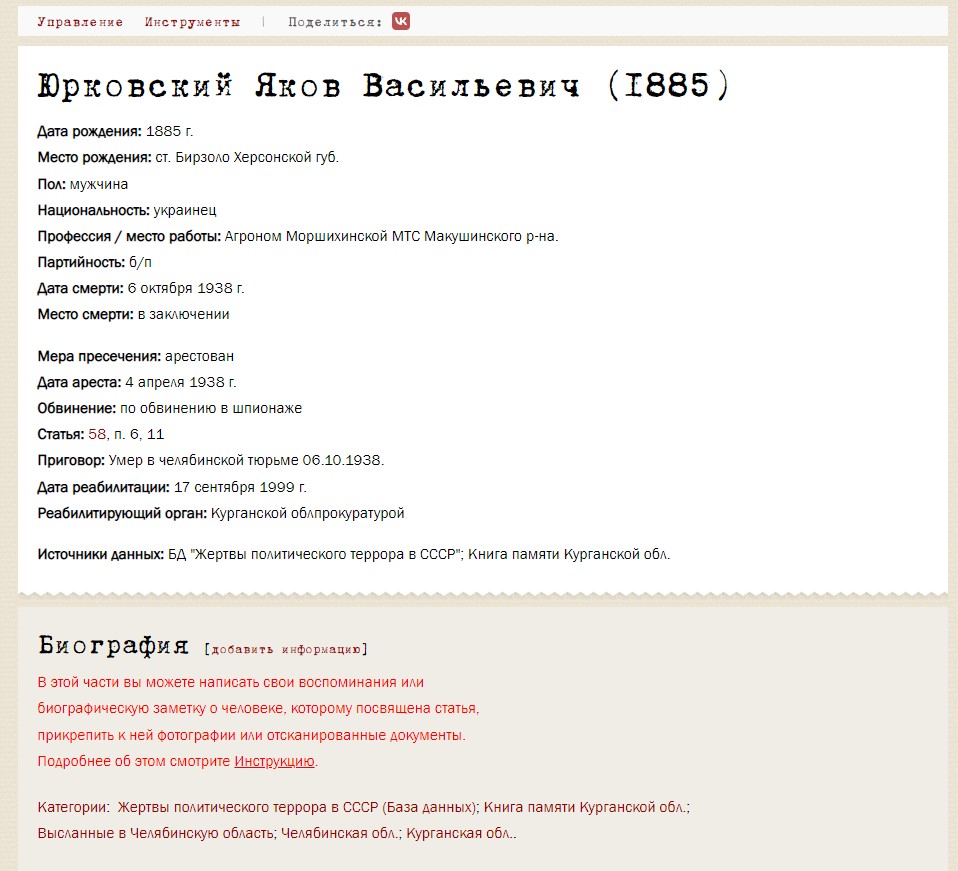 Управление Инструменты | Поделиться:
Юрковский Яков Васильевич (1885)
Дата рождения: 1885 г.
Место рождения: ст. Бирзоло Херсонской губ.
Пол: мужчина
Национальность: украинец
Профессия / место работы: Агроном Моршихинской МТС Макушинского р-на.
Партийность: б/п
Дата смерти: 6 октября 1938 г.
Место смерти: в заключении
Мера пресечения: арестован
Дата ареста: 4 апреля 1938 г.
Обвинение: по обвинению в шпионаже
Статья: 58, п. 6, 11
Приговор: Умер в челябинской тюрьме 06.10.1938.
Дата реабилитации: 17 сентября 1999 г.
Реабилитирующий орган: Курганской облпрокуратурой
Источники данных: БД "Жертвы политического террора в СССР"; Книга памяти Курганской обл.
Биография [добавить информацию]
В этой части вы можете написать свои воспоминания или
биографическую заметку о человеке, которому посвящена статья,
прикрепить к ней фотографии или отсканированные документы.
Подробнее об этом смотрите Инструкцию.
Категории: Жертвы политического террора в СССР (База данных); Книга памяти Курганской обл.;
Высланные в Челябинскую область; Челябинская обл.; Курганская обл..